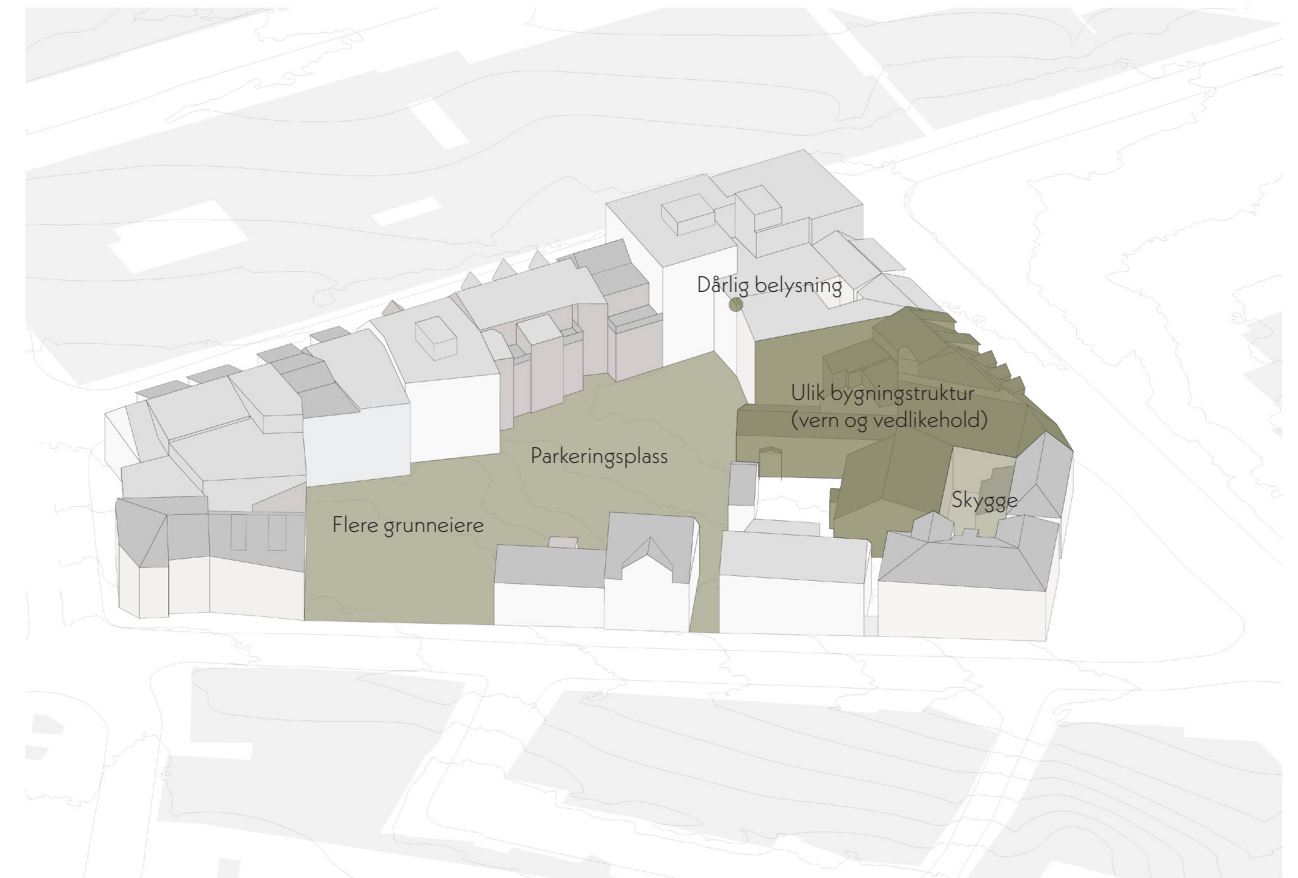 Dårlig belysning
Ulik bygningstruktur
(vern og vedlikehold)
Parkeringsplass
Skygge
Flere grunneiere